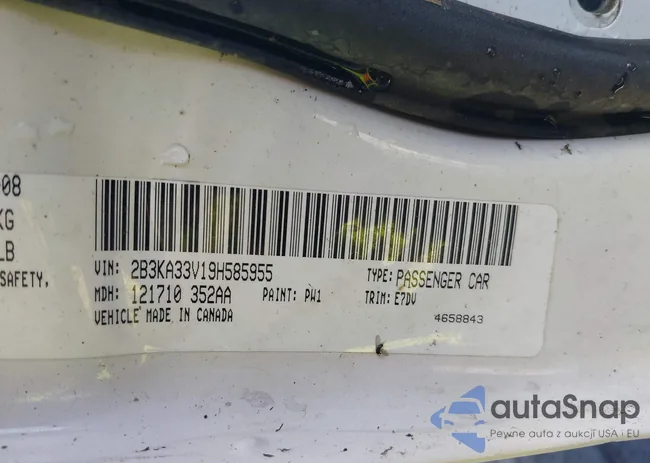 -08
KG
LB
SAFETY,
VIN: 2B3KA33V19H585955
TYPE: PASSENGER CAR
MDH: 121710 352AA PAINT: PW1 TRIM: E7DV
VEHICLE MADE IN CANADA
4658843
autaSnap
Pewne auta z aukcji USA i EU